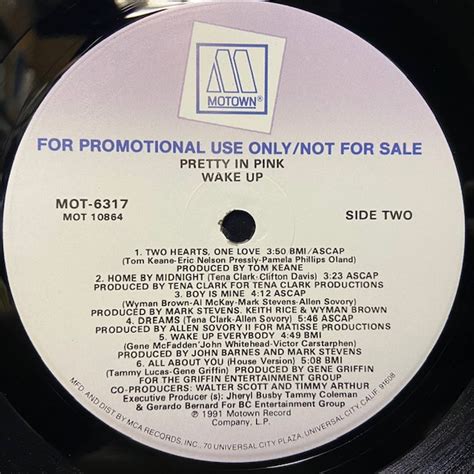 MOTOWN®
FOR PROMOTIONAL USE ONLY/NOT FOR SALE
PRETTY IN PINK
WAKE UP
MOT-6317
MOT 10864
SIDE TWO
1. TWO HEARTS, ONE LOVE 3:50 BMI/ASCAP
(Tom Keane-Eric Nelson Pressly-Pamela Phillips Oland)
PRODUCED BY TOM KEANE
2. HOME BY MIDNIGHT (Tena Clark-Clifton Davis) 3:23 ASCAP
PRODUCED BY TENA CLARK FOR TENA CLARK PRODUCTIONS
3. BOY IS MINE 4:12 ASCAP
(Wyman Brown-Al McKay-Mark Stevens-Allen Sovory)
PRODUCED BY MARK STEVENS, KEITH RICE & WYMAN BROWN
4. DREAMS (Tena Clark-Allen Sovory) 5:46 ASCAP
PRODUCED BY ALLEN SOVORY II FOR MATISSE PRODUCTIONS
5. WAKE UP EVERYBODY 4:49 BMI
(Gene McFadden-John Whitehead-Victor Carstarphen)
PRODUCED BY JOHN BARNES AND MARK STEVENS
6. ALL ABOUT YOU (House Version) 5:08 BMI
(Tammy Lucas-Gene Griffin) PRODUCED BY GENE GRIFFIN
FOR THE GRIFFIN ENTERTAINMENT GROUP
CO-PRODUCERS: WALTER SCOTT AND TIMMY ARTHUR
Executive Producer (s): Jheryl Busby Tammy Coleman
& Gerardo Bernard For BC Entertainment Group
℗ 1991 Motown Record
Company, L.P.
MFD AND DIST BY MCA RECORDS, INC., 70 UNIVERSAL CITY PLAZA, UNIVERSAL CITY, CALIF. 91608